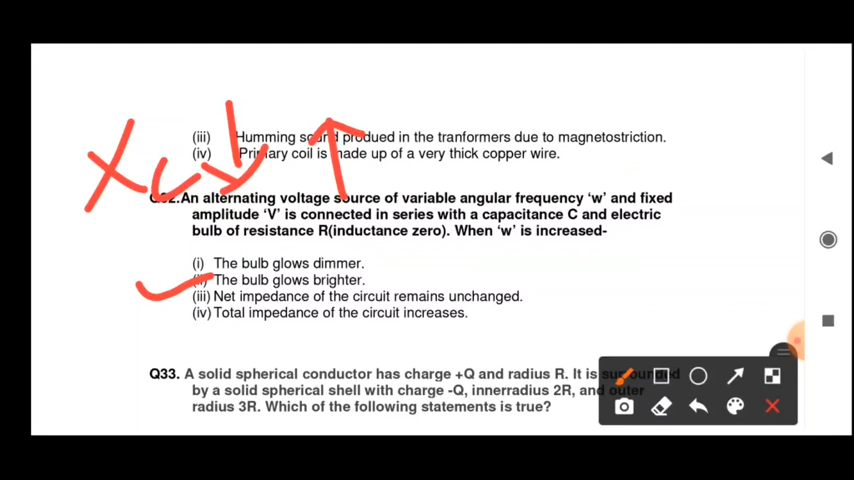 (iii) Humming sound produed in the tranformers due to magnetostriction.
(iv) Primary coil is made up of a very thick copper wire.
Xc↓ ↑
Q32.An alternating voltage source of variable angular frequency ‘w’ and fixed
amplitude ‘V’ is connected in series with a capacitance C and electric
bulb of resistance R(inductance zero). When ‘w’ is increased-
(i) The bulb glows dimmer.
(ii) The bulb glows brighter.
(iii) Net impedance of the circuit remains unchanged.
(iv) Total impedance of the circuit increases.
Q33. A solid spherical conductor has charge +Q and radius R. It is surrounded
by a solid spherical shell with charge -Q, innerradius 2R, and outer
radius 3R. Which of the following statements is true?